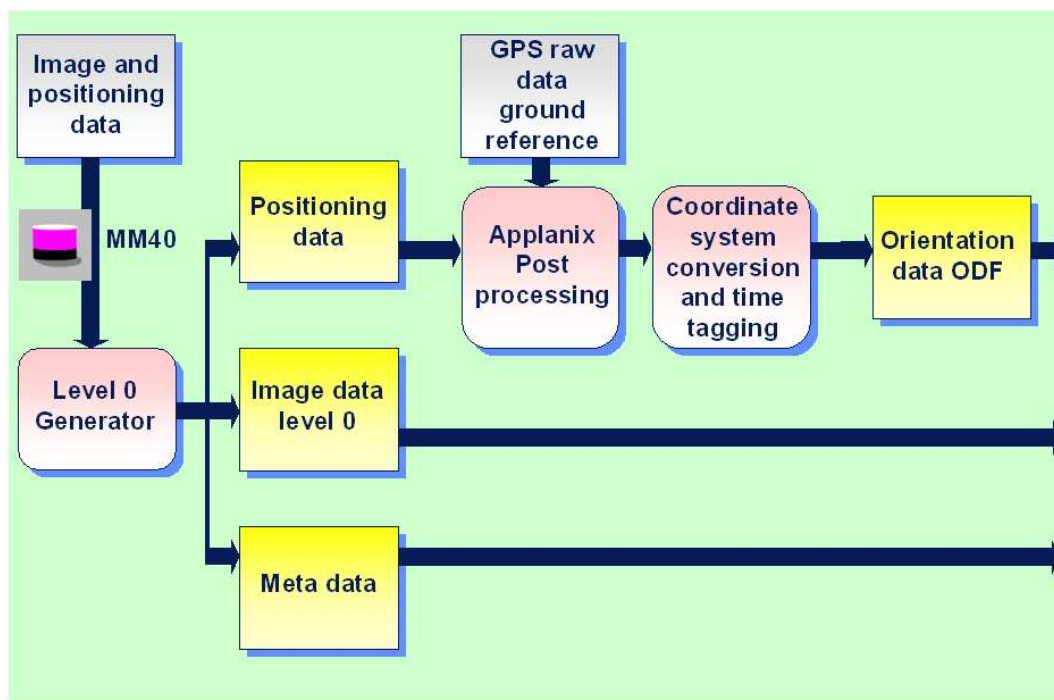 Image and
positioning
data
MM40
Level 0
Generator
Positioning
data
Image data
level 0
Meta data
GPS raw
data
ground
reference
Applanix
Post
processing
Coordinate
system
conversion
and time
tagging
Orientation
data ODF